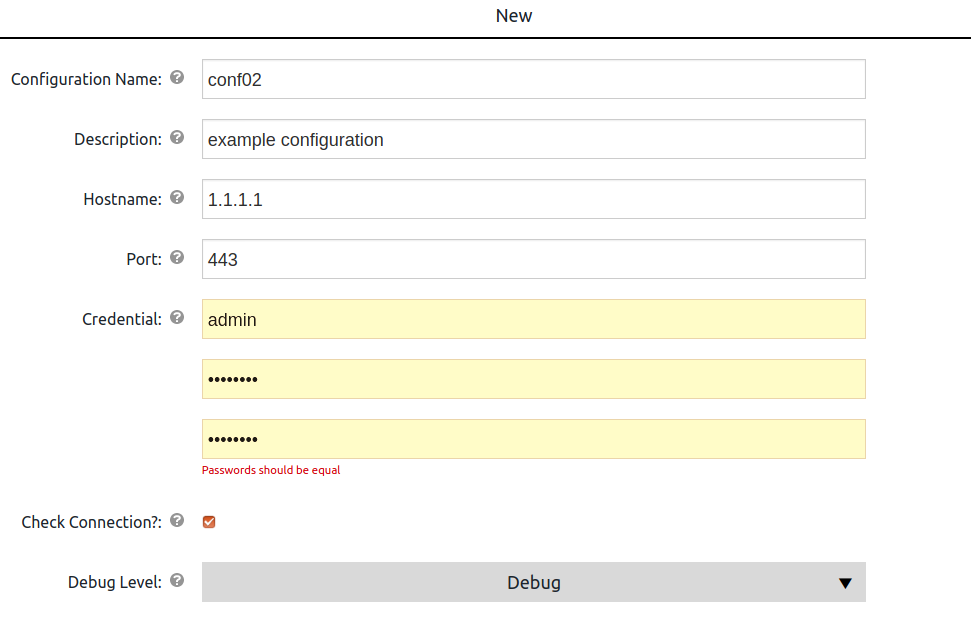 New
Configuration Name: ?
conf02
Description: ?
example configuration
Hostname: ?
1.1.1.1
Port: ?
443
Credential: ?
admin
••••••••
••••••••
Passwords should be equal
Check Connection?: ?
Debug Level: ?
Debug ▼